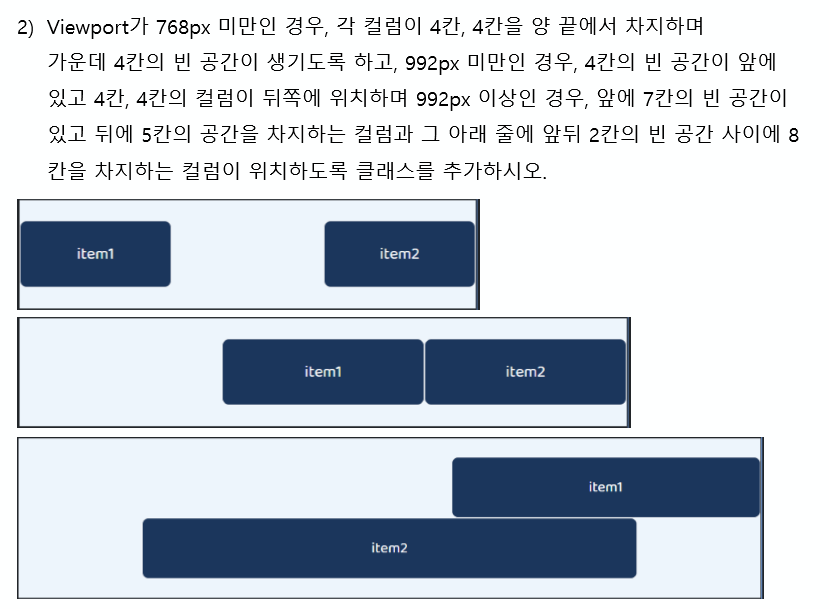 2) Viewport가 768px 미만인 경우, 각 컬럼이 4칸, 4칸을 양 끝에서 차지하며
가운데 4칸의 빈 공간이 생기도록 하고, 992px 미만인 경우, 4칸의 빈 공간이 앞에
있고 4칸, 4칸의 컬럼이 뒤쪽에 위치하며 992px 이상인 경우, 앞에 7칸의 빈 공간이
있고 뒤에 5칸의 공간을 차지하는 컬럼과 그 아래 줄에 앞뒤 2칸의 빈 공간 사이에 8
칸을 차지하는 컬럼이 위치하도록 클래스를 추가하시오.
item1 item2
item1 item2
item1
item2